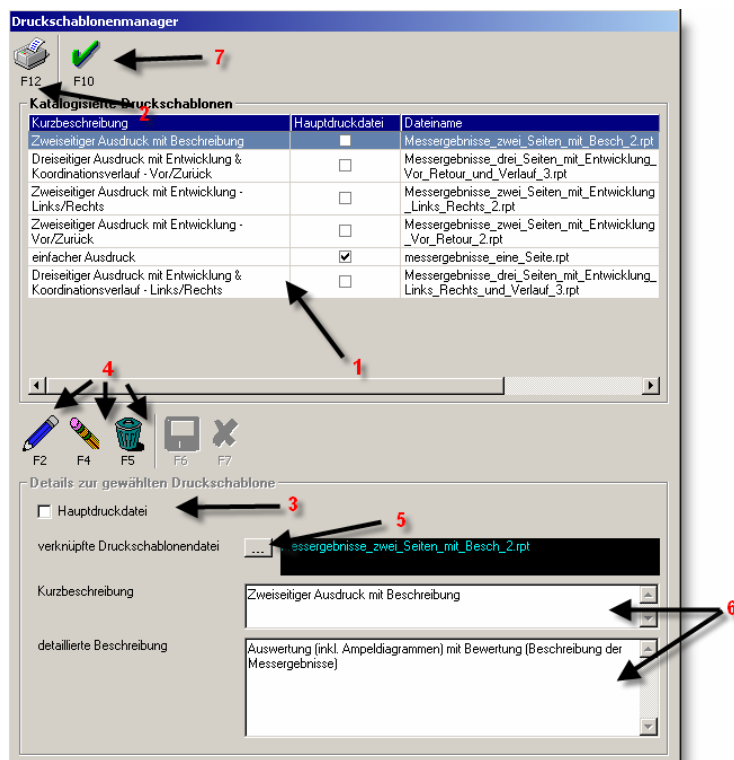 Druckschablonenmanager
7
F12 F10
Katalogisierte Druckschablonen
2
Kurzbeschreibung Hauptdruckdatei Dateiname
Zweiseitiger Ausdruck mit Beschreibung Messergebnisse_zwei_Seiten_mit_Besch_2.rpt
Dreiseitiger Ausdruck mit Entwicklung & Messergebnisse_drei_Seiten_mit_Entwicklung_
Koordinationsverlauf - Vor/Zurück Vor_Retour_und_Verlauf_3.rpt
Zweiseitiger Ausdruck mit Entwicklung - Messergebnisse_zwei_Seiten_mit_Entwicklung
Links/Rechts _Links_Rechts_2.rpt
Zweiseitiger Ausdruck mit Entwicklung - Messergebnisse_zwei_Seiten_mit_Entwicklung
Vor/Zurück _Vor_Retour_2.rpt
einfacher Ausdruck messergebnisse_eine_Seite.rpt
Dreiseitiger Ausdruck mit Entwicklung & Messergebnisse_drei_Seiten_mit_Entwicklung_
Koordinationsverlauf - Links/Rechts Links_Rechts_und_Verlauf_3.rpt
1
4
F2 F4 F5 F6 F7
Details zur gewählten Druckschablone
Hauptdruckdatei 3
5
verknüpfte Druckschablonendatei ... Messergebnisse_zwei_Seiten_mit_Besch_2.rpt
Kurzbeschreibung Zweiseitiger Ausdruck mit Beschreibung
6
detaillierte Beschreibung Auswertung (inkl. Ampeldiagrammen) mit Bewertung (Beschreibung der
Messergebnisse)